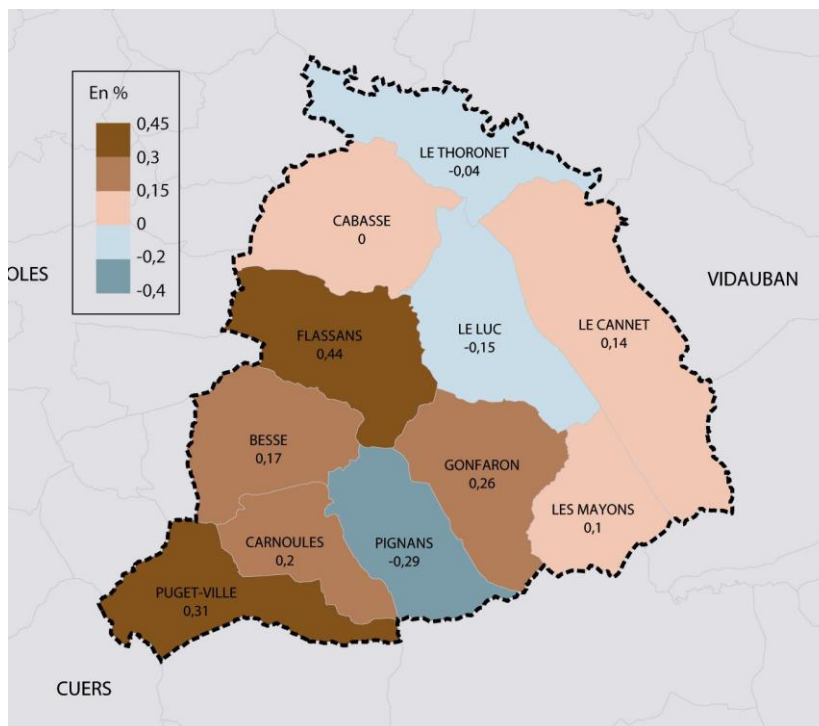 En %
0,45
0,3
0,15
0
-0,2
-0,4
LE THORONET
-0,04
CABASSE
0
OLES
VIDAUBAN
FLASSANS
0,44
LE LUC
-0,15
LE CANNET
0,14
BESSE
0,17
GONFARON
0,26
LES MAYONS
0,1
CARNOULES
0,2
PIGNANS
-0,29
PUGET-VILLE
0,31
CUERS